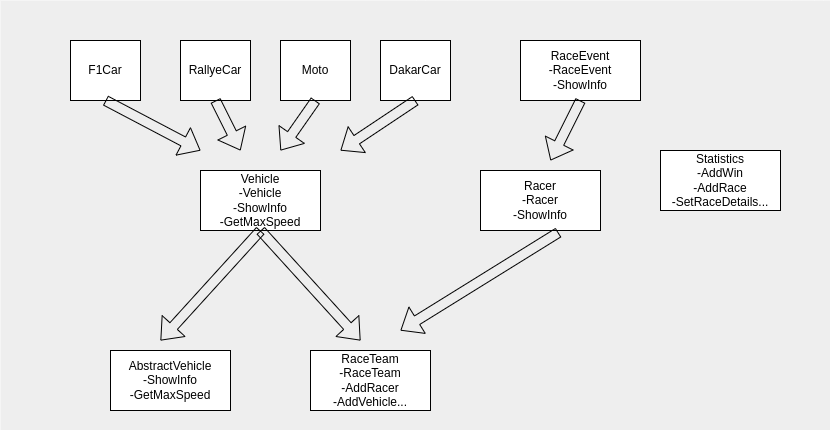 F1Car
RallyeCar
Moto
DakarCar
RaceEvent
-RaceEvent
-ShowInfo
Statistics
-AddWin
-AddRace
-SetRaceDetails...
Vehicle
-Vehicle
-ShowInfo
-GetMaxSpeed
Racer
-Racer
-ShowInfo
AbstractVehicle
-ShowInfo
-GetMaxSpeed
RaceTeam
-RaceTeam
-AddRacer
-AddVehicle...